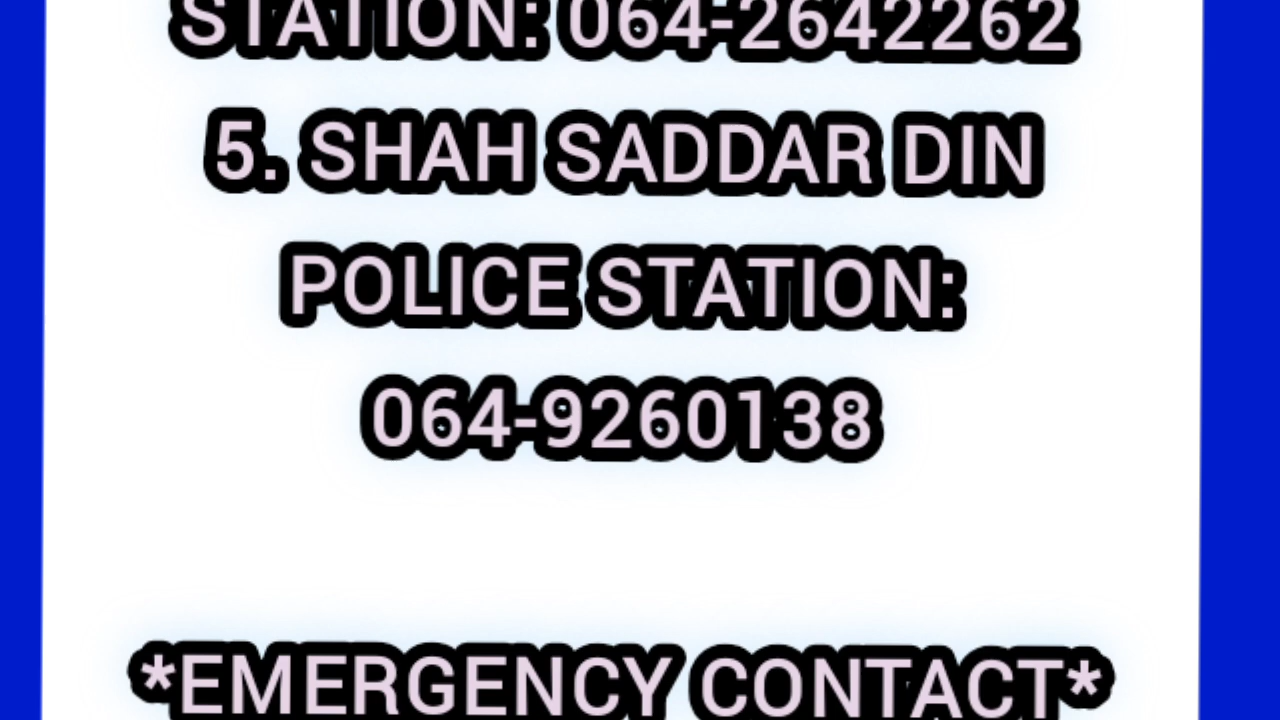 STATION: 064-2642262
5. SHAH SADDAR DIN
POLICE STATION:
064-9260138
*EMERGENCY CONTACT*